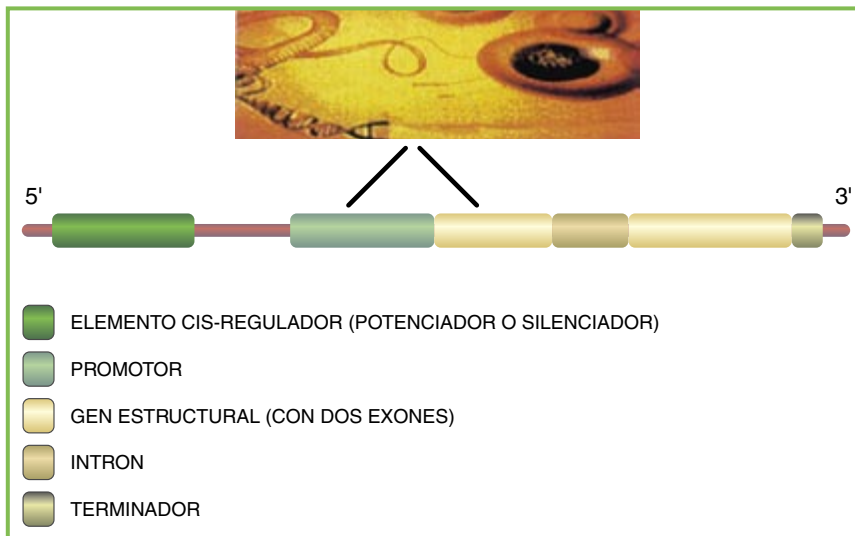 5'
3'
ELEMENTO CIS-REGULADOR (POTENCIADOR O SILENCIADOR)
PROMOTOR
GEN ESTRUCTURAL (CON DOS EXONES)
INTRON
TERMINADOR